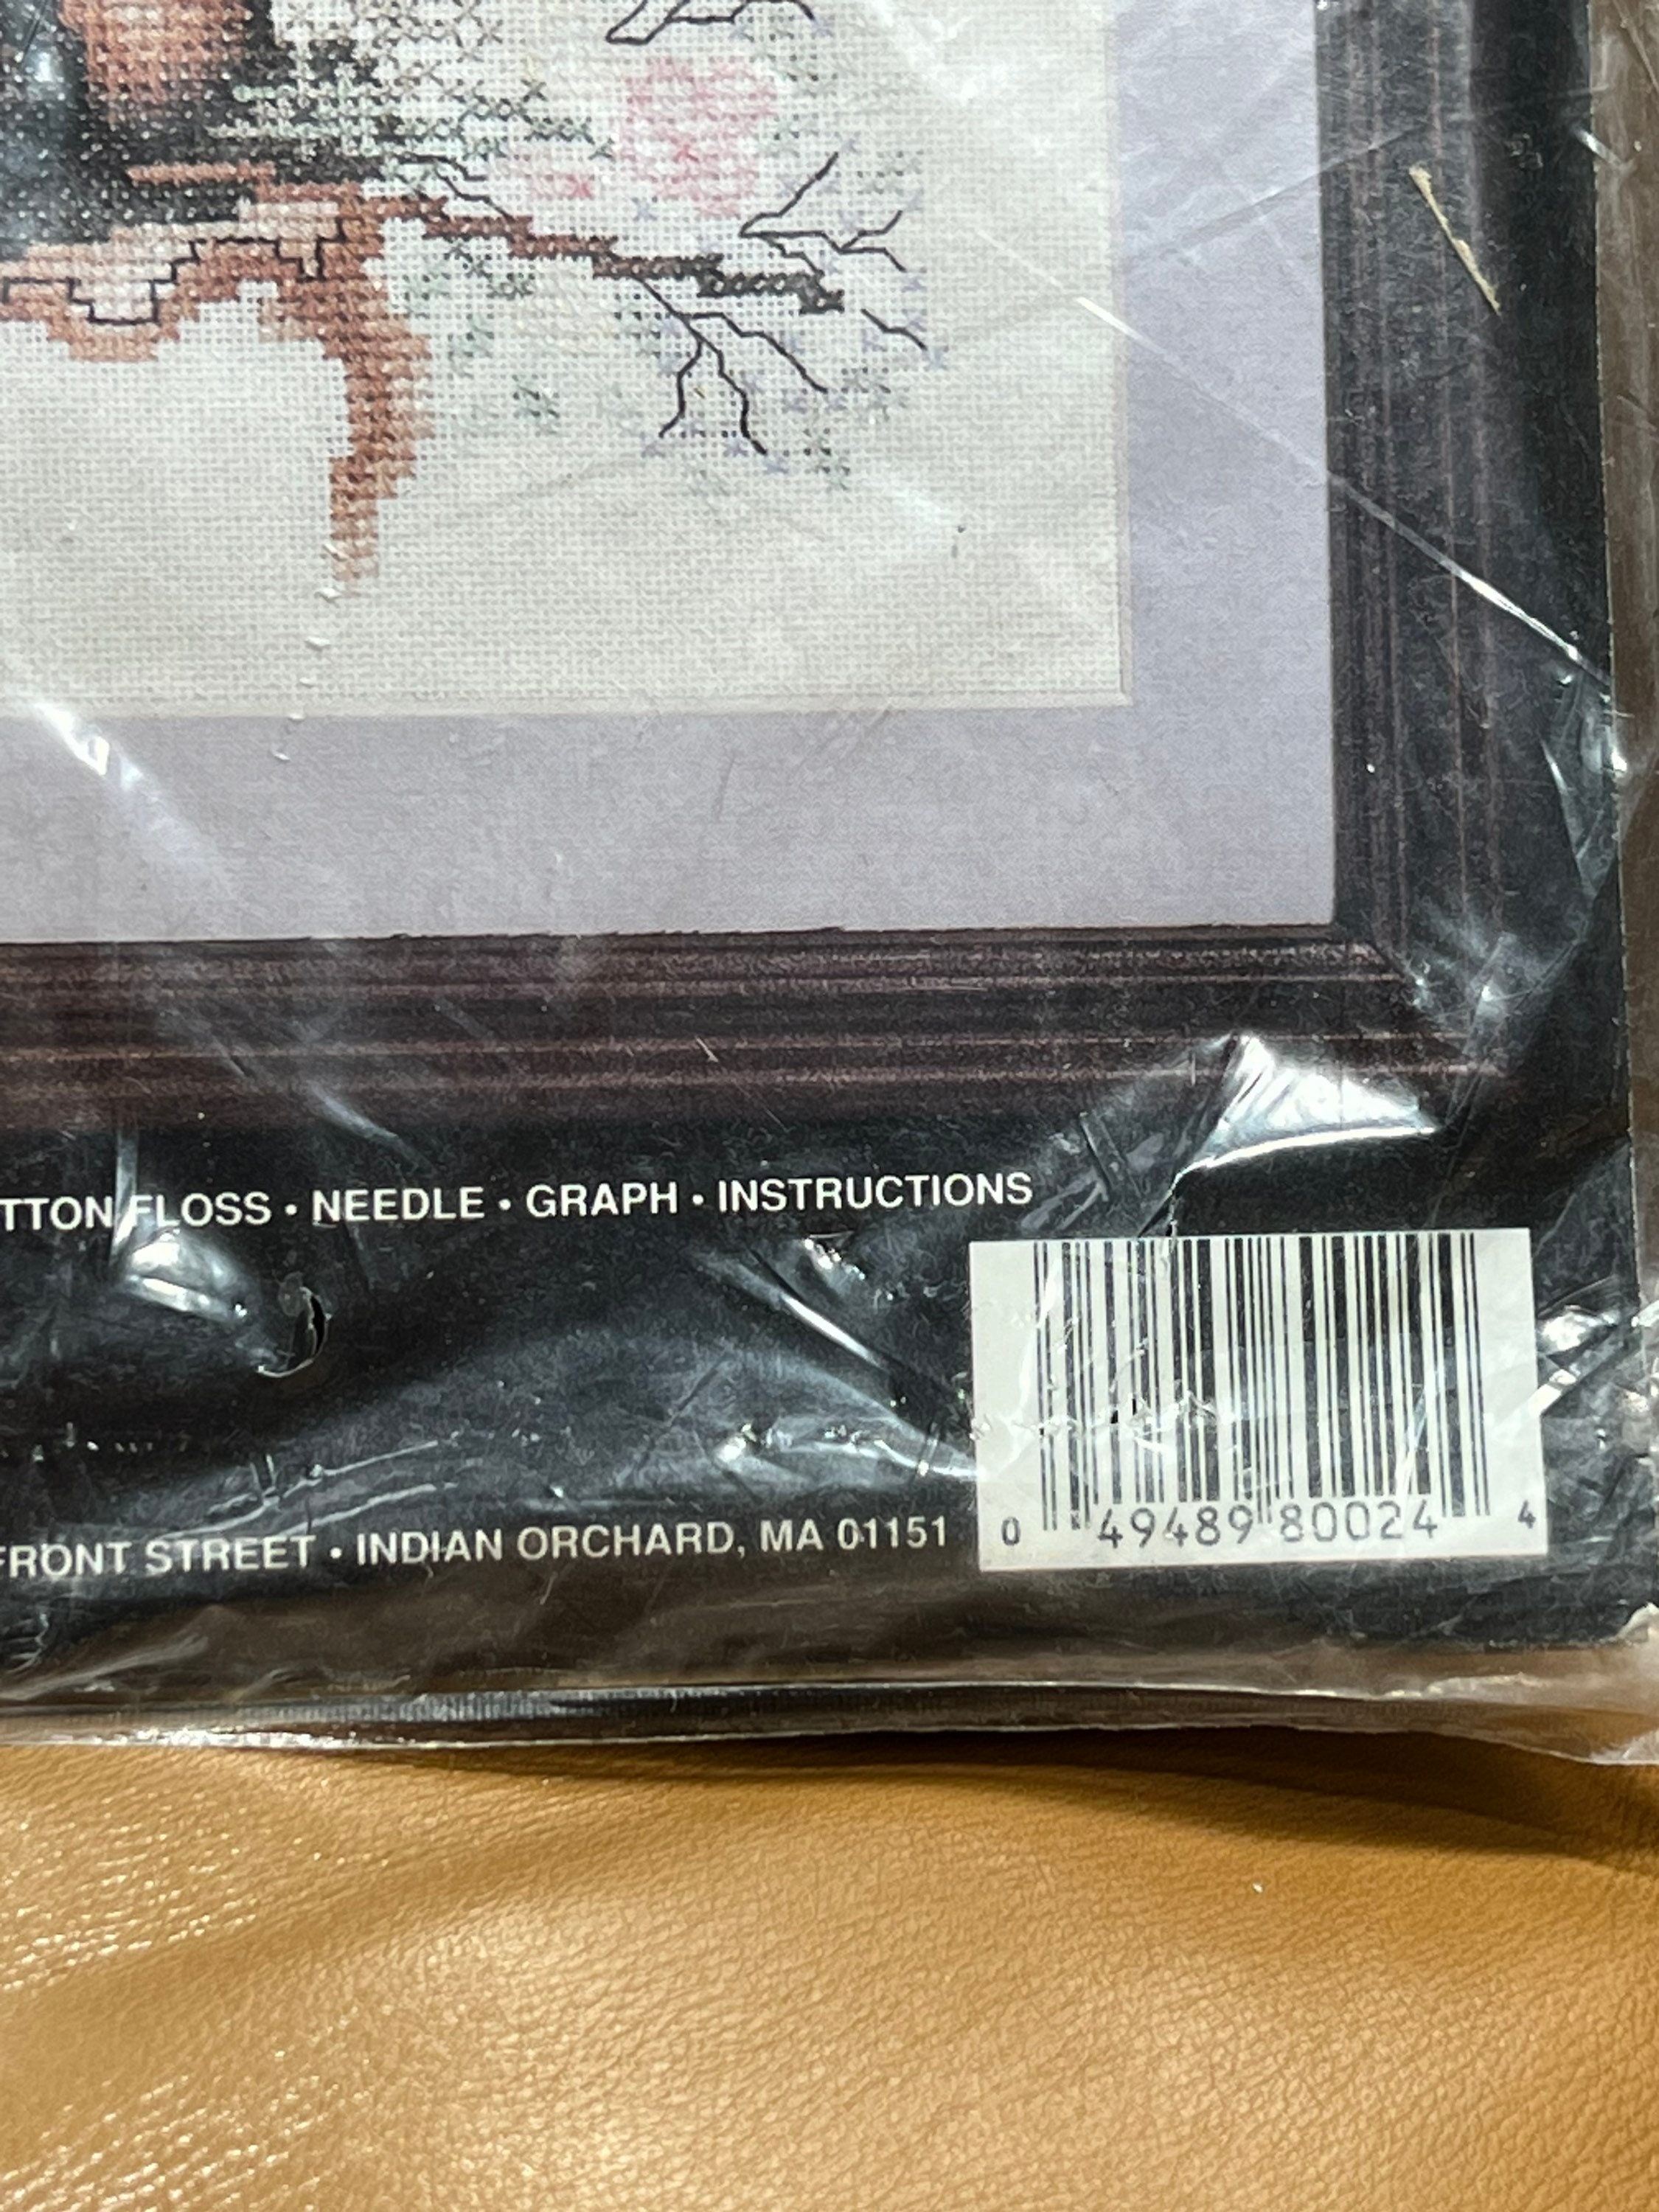 TTON FLOSS • NEEDLE • GRAPH • INSTRUCTIONS
FRONT STREET • INDIAN ORCHARD, MA 01151
0 49489 80024 4